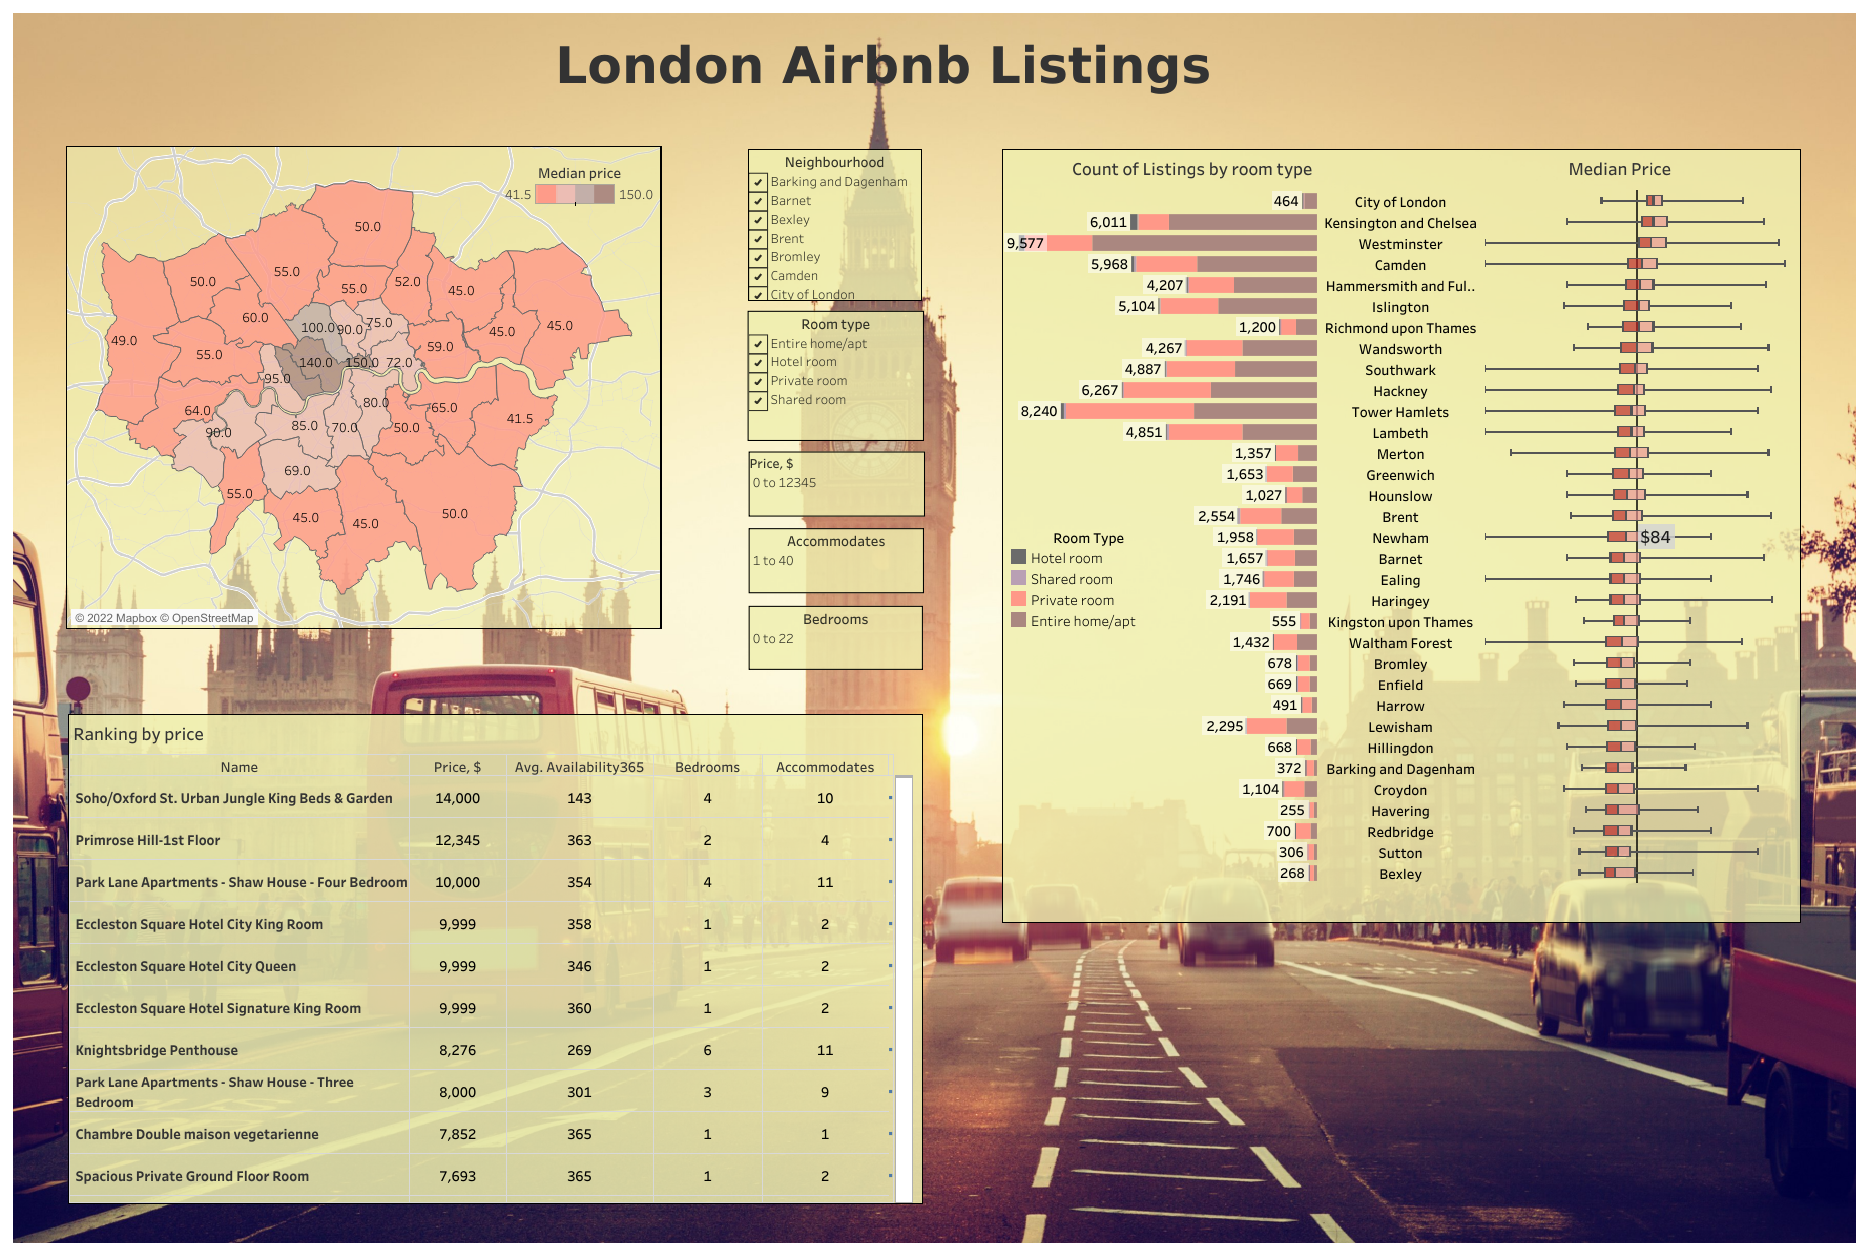 London Airbnb Listings
Median price
41.5 150.0
50.0
50.0
55.0
55.0
52.0
45.0
60.0
100.0
90.0
75.0
45.0
45.0
49.0
55.0
59.0
140.0
150.0
72.0
95.0
64.0
80.0
65.0
90.0
85.0
70.0
50.0
41.5
69.0
55.0
45.0
45.0
50.0
© 2022 Mapbox © OpenStreetMap
Neighbourhood
Barking and Dagenham
Barnet
Bexley
Brent
Bromley
Camden
City of London
Room type
Entire home/apt
Hotel room
Private room
Shared room
Price, $
0 to 12345
Accommodates
1 to 40
Bedrooms
0 to 22
Count of Listings by room type Median Price
464 City of London
6,011 Kensington and Chelsea
9,577 Westminster
5,968 Camden
4,207 Hammersmith and Ful..
5,104 Islington
1,200 Richmond upon Thames
4,267 Wandsworth
4,887 Southwark
6,267 Hackney
8,240 Tower Hamlets
4,851 Lambeth
1,357 Merton
1,653 Greenwich
1,027 Hounslow
2,554 Brent
1,958 Newham $84
1,657 Barnet
1,746 Ealing
2,191 Haringey
555 Kingston upon Thames
1,432 Waltham Forest
678 Bromley
669 Enfield
491 Harrow
2,295 Lewisham
668 Hillingdon
372 Barking and Dagenham
1,104 Croydon
255 Havering
700 Redbridge
306 Sutton
268 Bexley
Room Type
Hotel room
Shared room
Private room
Entire home/apt
Ranking by price
Name Price, $ Avg. Availability365 Bedrooms Accommodates
Soho/Oxford St. Urban Jungle King Beds & Garden 14,000 143 4 10
Primrose Hill-1st Floor 12,345 363 2 4
Park Lane Apartments - Shaw House - Four Bedroom 10,000 354 4 11
Eccleston Square Hotel City King Room 9,999 358 1 2
Eccleston Square Hotel City Queen 9,999 346 1 2
Eccleston Square Hotel Signature King Room 9,999 360 1 2
Knightsbridge Penthouse 8,276 269 6 11
Park Lane Apartments - Shaw House - Three
Bedroom 8,000 301 3 9
Chambre Double maison vegetarienne 7,852 365 1 1
Spacious Private Ground Floor Room 7,693 365 1 2